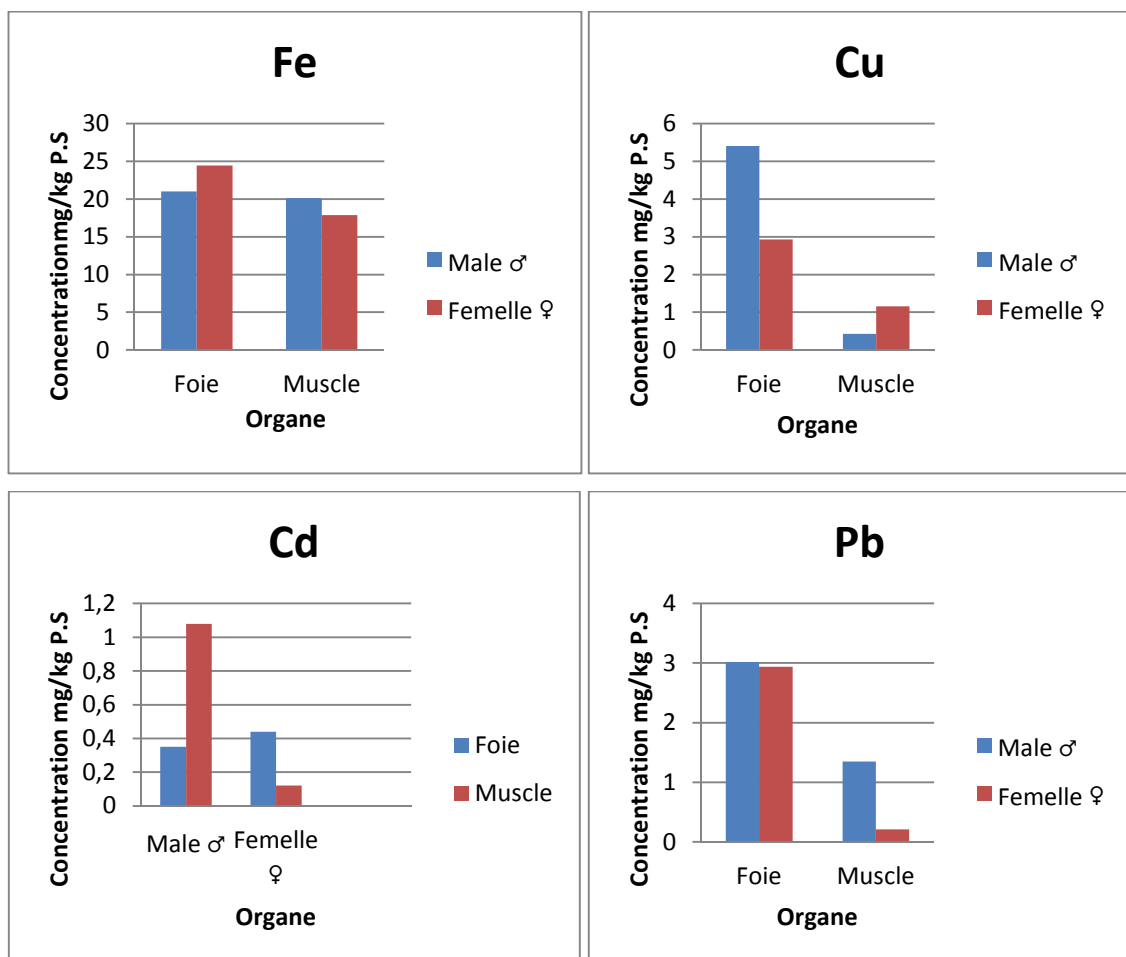 Fe
Concentrationmg/kg P.S
30
25
20
15
10
5
0
Foie Muscle
Organe
Male ♂
Femelle ♀
Cu
Concentration mg/kg P.S
6
5
4
3
2
1
0
Foie Muscle
Organe
Male ♂
Femelle ♀
Cd
Concentration mg/kg P.S
1,2
1
0,8
0,6
0,4
0,2
0
Male ♂ Femelle
♀
Organe
Foie
Muscle
Pb
Concentration mg/kg P.S
4
3
2
1
0
Foie Muscle
Organe
Male ♂
Femelle ♀